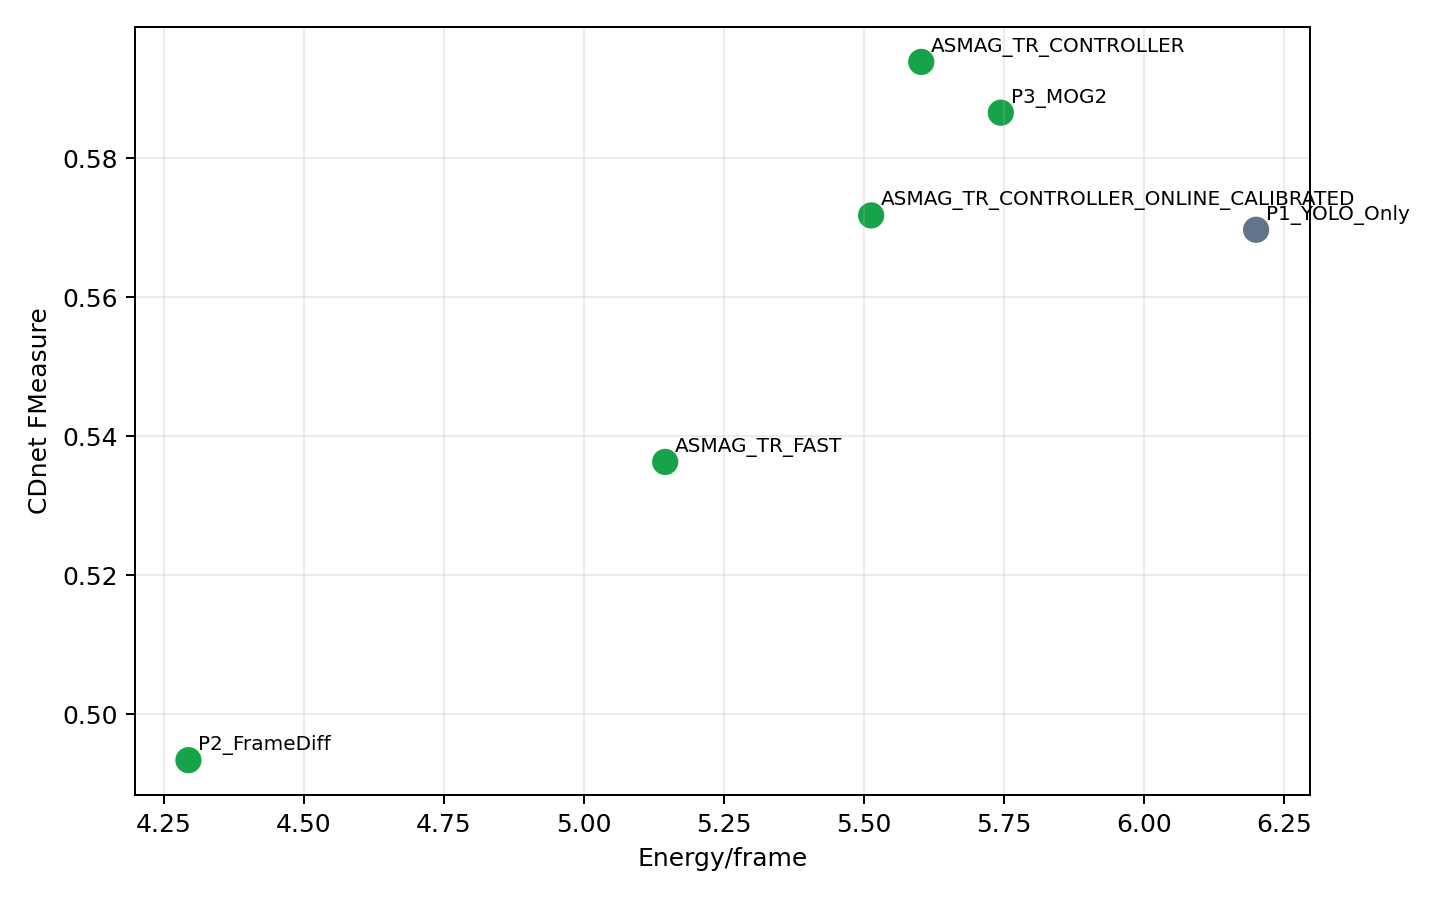 ASMAG_TR_CONTROLLER
P3_MOG2
0.58
ASMAG_TR_CONTROLLER_ONLINE_CALIBRATED
P1_YOLO_Only
0.56
CDnet FMeasure
0.54
ASMAG_TR_FAST
0.52
0.50
P2_FrameDiff
4.25 4.50 4.75 5.00 5.25 5.50 5.75 6.00 6.25
Energy/frame